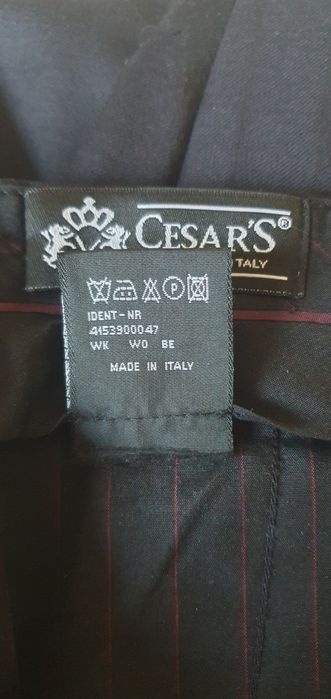 CESAR'S®
ITALY
P
IDENT-NR
4153900047
WK WO BE
MADE IN ITALY